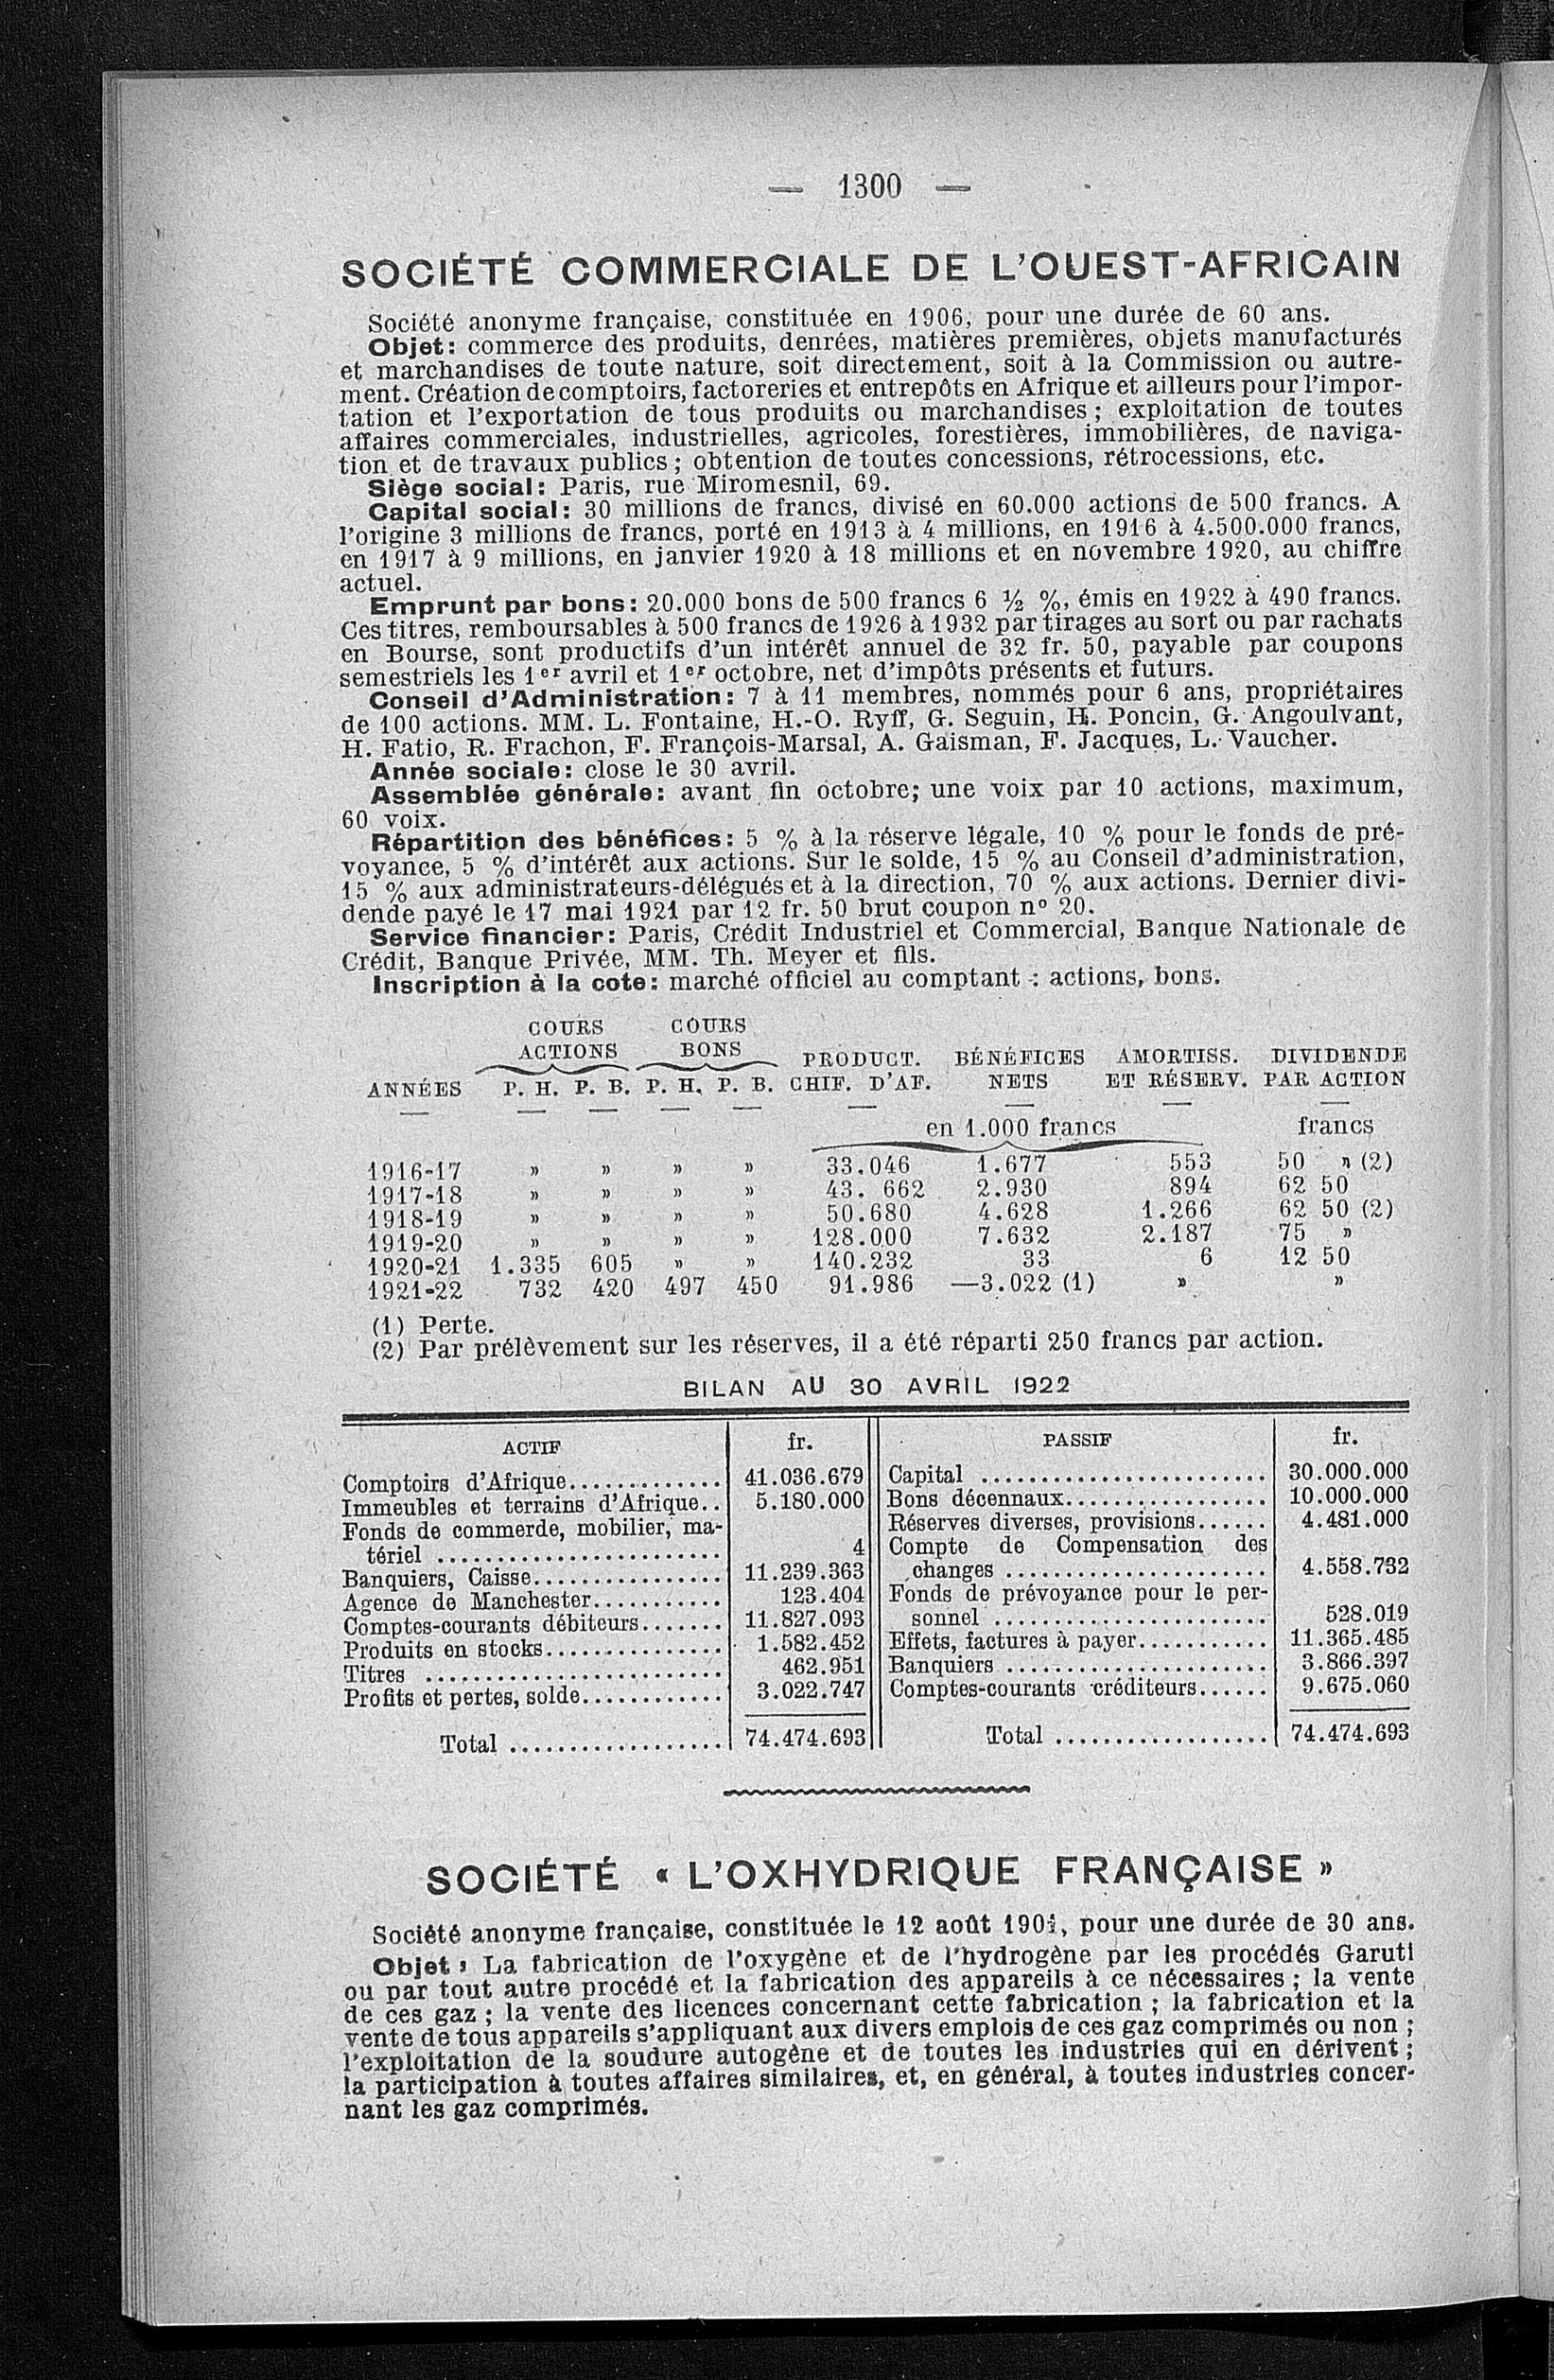 — 1300 —
SOCIÉTÉ COMMERCIALE DE L'OUEST-AFRICAIN
Société anonyme française, constituée en 1906, pour une durée de 60 ans.
Objet: commerce des produits, denrées, matières premières, objets manufacturés
et marchandises de toute nature, soit directement, soit à la Commission ou autre-
ment. Création de comptoirs, factoreries et entrepôts en Afrique et ailleurs pour l'impor-
tation et l'exportation de tous produits ou marchandises; exploitation de toutes
affaires commerciales, industrielles, agricoles, forestières, immobilières, de naviga-
tion et de travaux publics; obtention de toutes concessions, rétrocessions, etc.
Siège social: Paris, rue Miromesnil, 69.
Capital social: 30 millions de francs, divisé en 60.000 actions de 500 francs. A
l'origine 3 millions de francs, porté en 1913 à 4 millions, en 1916 à 4.500.000 francs,
en 1917 à 9 millions, en janvier 1920 à 18 millions et en novembre 1920, au chiffre
actuel.
Emprunt par bons: 20.000 bons de 500 francs 6 ½ %, émis en 1922 à 490 francs.
Ces titres, remboursables à 500 francs de 1926 à 1932 par tirages au sort ou par rachats
en Bourse, sont productifs d'un intérêt annuel de 32 fr. 50, payable par coupons
semestriels les 1er avril et 1er octobre, net d'impôts présents et futurs.
Conseil d'Administration: 7 à 11 membres, nommés pour 6 ans, propriétaires
de 100 actions. MM. L. Fontaine, H.-O. Ryff, G. Seguin, H. Poncin, G. Angoulvant,
H. Fatio, R. Frachon, F. François-Marsal, A. Gaisman, F. Jacques, L. Vaucher.
Année sociale: close le 30 avril.
Assemblée générale: avant fin octobre; une voix par 10 actions, maximum,
60 voix.
Répartition des bénéfices: 5 % à la réserve légale, 10 % pour le fonds de pré-
voyance, 5 % d'intérêt aux actions. Sur le solde, 15 % au Conseil d'administration,
15 % aux administrateurs-délégués et à la direction, 70 % aux actions. Dernier divi-
dende payé le 17 mai 1921 par 12 fr. 50 brut coupon nº 20.
Service financier: Paris, Crédit Industriel et Commercial, Banque Nationale de
Crédit, Banque Privée, MM. Th. Meyer et fils.
Inscription à la cote: marché officiel au comptant : actions, bons.
COURS COURS
ACTIONS BONS PRODUCT. BÉNÉFICES AMORTISS. DIVIDENDE
ANNÉES P. H. P. B. P. H. P. B. CHIF. D'AF. NETS ET RÉSERV. PAR ACTION
en 1.000 francs francs
1916-17 » » » » 33.046 1.677 553 50 » (2)
1917-18 » » » » 43. 662 2.930 894 62 50
1918-19 » » » » 50.680 4.628 1.266 62 50 (2)
1919-20 » » » » 128.000 7.632 2.187 75 »
1920-21 1.335 605 » » 140.232 33 6 12 50
1921-22 732 420 497 450 91.986 —3.022 (1) » »
(1) Perte.
(2) Par prélèvement sur les réserves, il a été réparti 250 francs par action.
BILAN AU 30 AVRIL 1922
ACTIF fr. PASSIF fr.
Comptoirs d'Afrique............. 41.036.679 Capital ........................ 30.000.000
Immeubles et terrains d'Afrique.. 5.180.000 Bons décennaux................. 10.000.000
Fonds de commerde, mobilier, ma- Réserves diverses, provisions...... 4.481.000
tériel ........................ 4 Compte de Compensation des
Banquiers, Caisse................ 11.239.363 changes ...................... 4.558.732
Agence de Manchester........... 123.404 Fonds de prévoyance pour le per-
Comptes-courants débiteurs....... 11.827.093 sonnel ....................... 528.019
Produits en stocks............... 1.582.452 Effets, factures à payer........... 11.365.485
Titres ......................... 462.951 Banquiers ...................... 3.866.397
Profits et pertes, solde............ 3.022.747 Comptes-courants créditeurs...... 9.675.060
Total .................. 74.474.693 Total .................. 74.474.693
SOCIÉTÉ « L'OXHYDRIQUE FRANÇAISE »
Société anonyme française, constituée le 12 août pour une durée de 30 ans.
Objet : La fabrication de l'oxygène et de l'hydrogène par les procédés Garuti
ou par tout autre procédé et la fabrication des appareils à ce nécessaires; la vente
de ces gaz; la vente des licences concernant cette fabrication; la fabrication et la
vente de tous appareils s'appliquant aux divers emplois de ces gaz comprimés ou non;
l'exploitation de la soudure autogène et de toutes les industries qui en dérivent;
la participation à toutes affaires similaires, et, en général, à toutes industries concer-
nant les gaz comprimés.